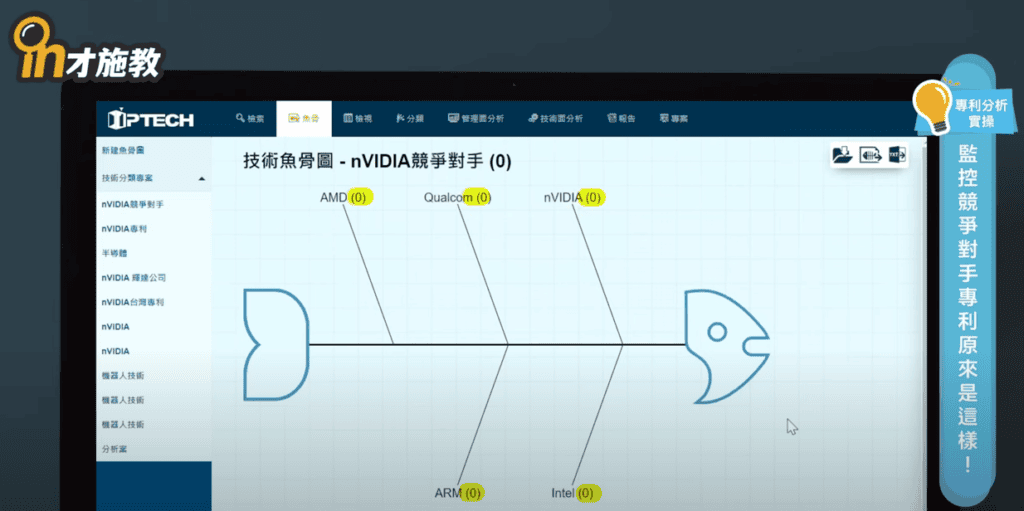 in才施教
IPTECH
檢索
魚骨
檢視
分類
管理面分析
技術面分析
報告
專案
新建魚骨圖
技術分類專案
nVIDIA競爭對手
nVIDIA專利
半導體
nVIDIA 輝達公司
nVIDIA台灣專利
nVIDIA
nVIDIA
機器人技術
機器人技術
機器人技術
分析案
技術魚骨圖 - nVIDIA競爭對手 (0)
TXT
AMD (0)
Qualcom (0)
nVIDIA (0)
ARM (0)
Intel (0)
專利分析
實操
監控競爭對手專利原來是這樣！